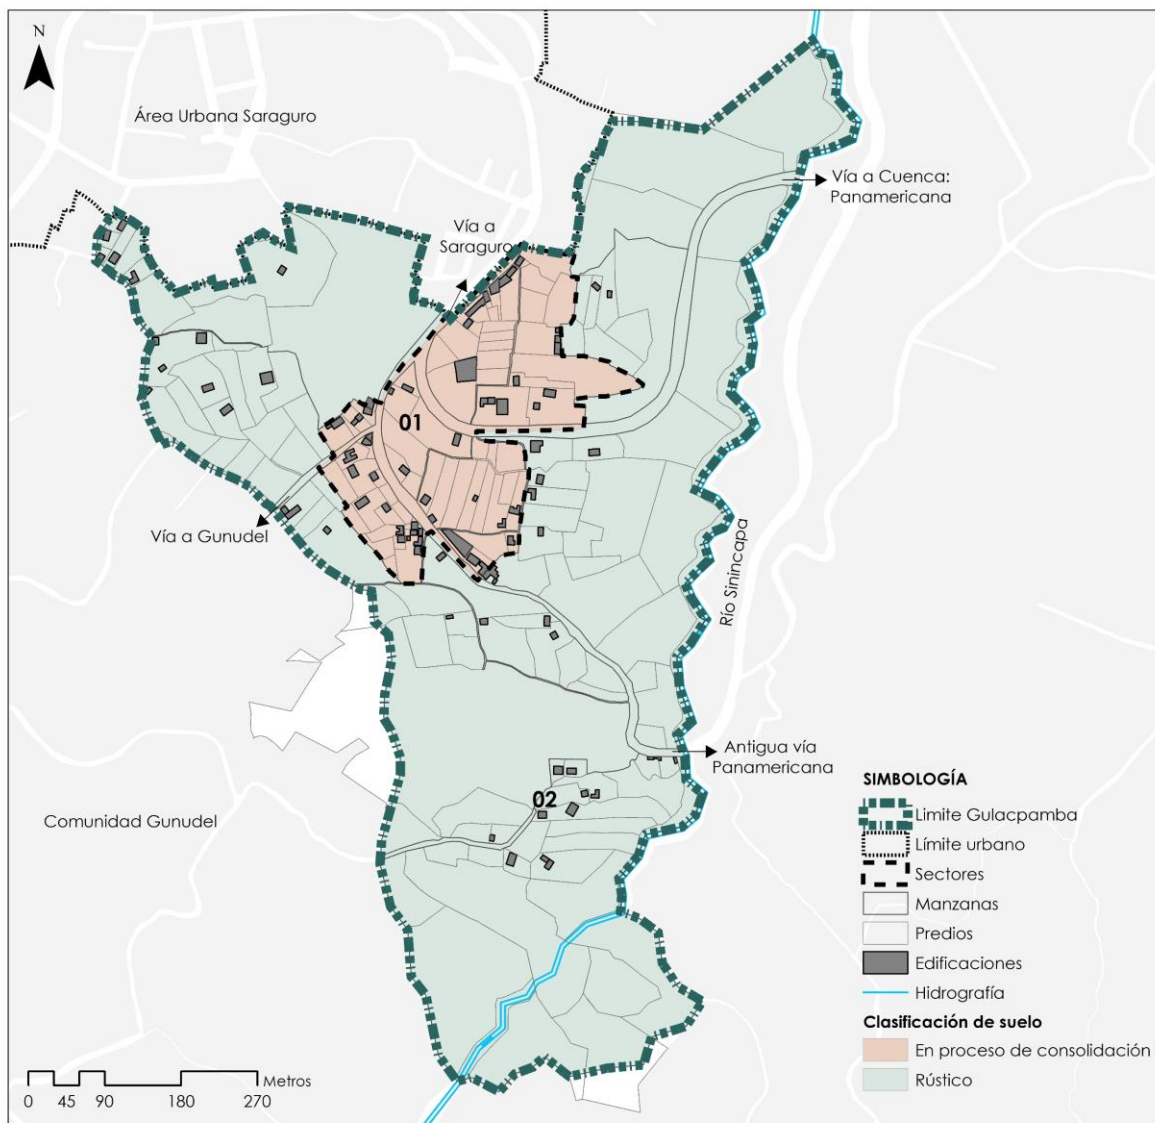 N
Área Urbana Saraguro
Vía a Cuenca:
Panamericana
Vía a
Saraguro
01
Vía a Gunudel
Río Sinincapa
Antigua vía
Panamericana
02
Comunidad Gunudel
SIMBOLOGÍA
Limite Gulacpamba
Límite urbano
Sectores
Manzanas
Predios
Edificaciones
Hidrografía
Clasificación de suelo
En proceso de consolidación
Rústico
Metros
0 45 90 180 270